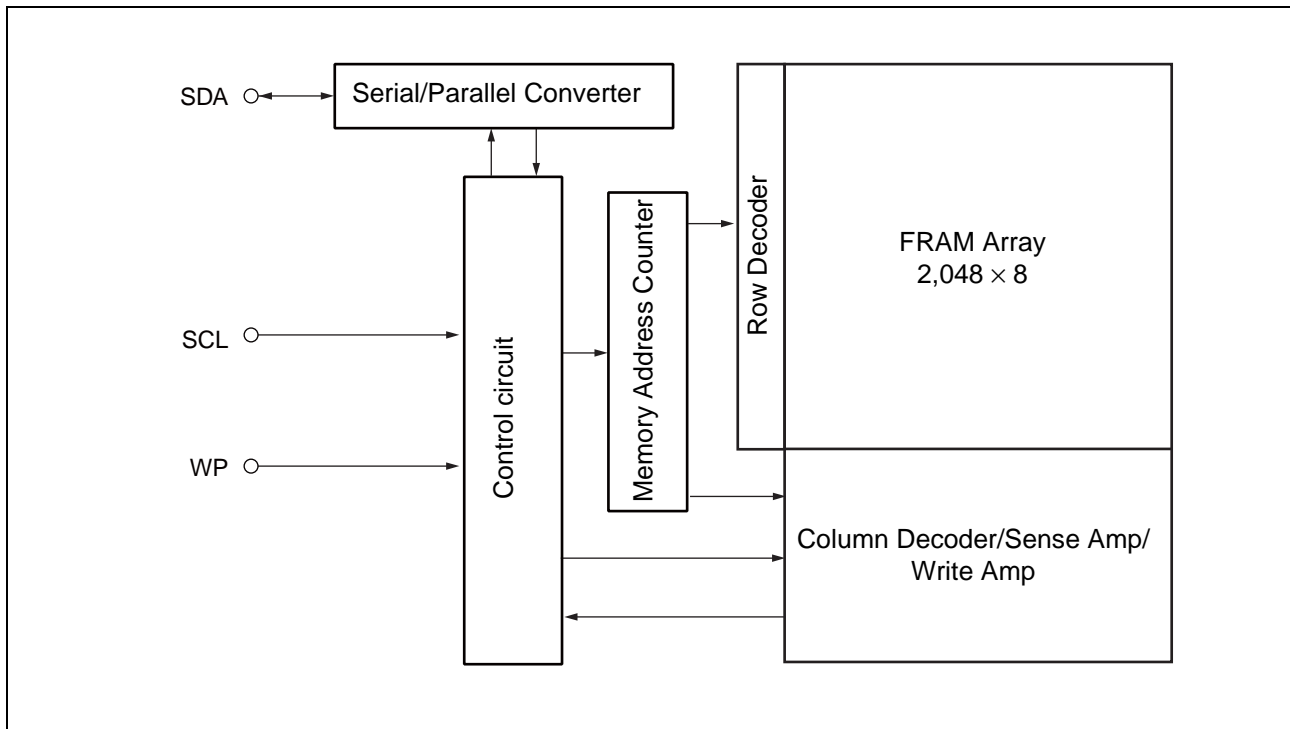 SDA
Serial/Parallel Converter
SCL
WP
Control circuit
Memory Address Counter
Row Decoder
FRAM Array
2,048 × 8
Column Decoder/Sense Amp/
Write Amp